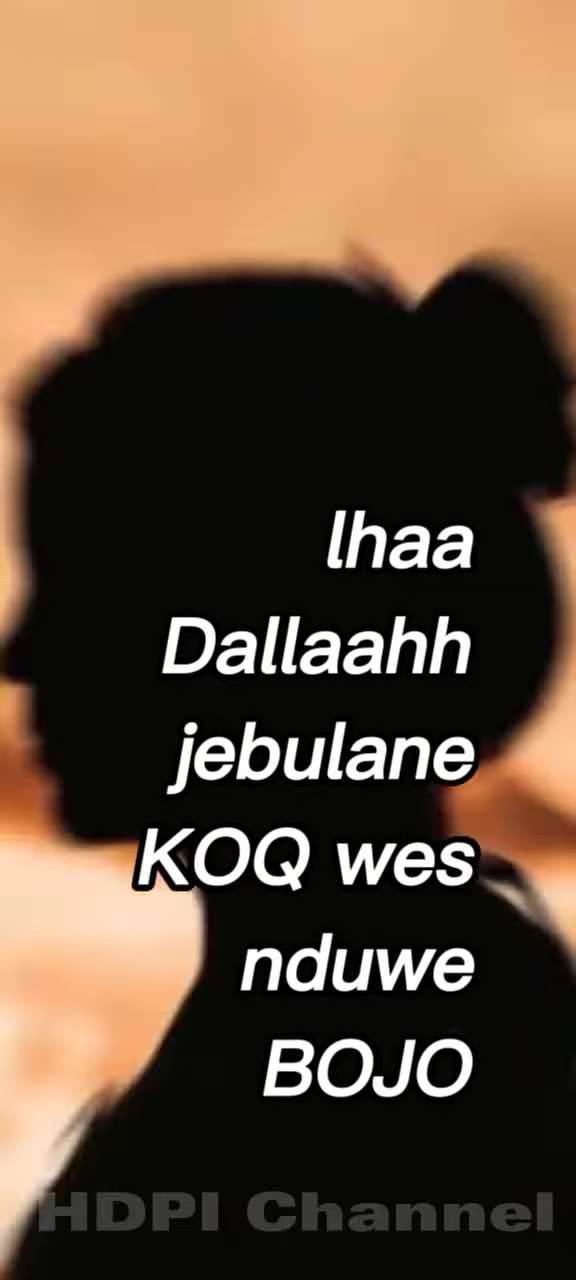 lhaa
Dallaahh
jebulane
KOQ wes
nduwe
BOJO
HDPI Channel